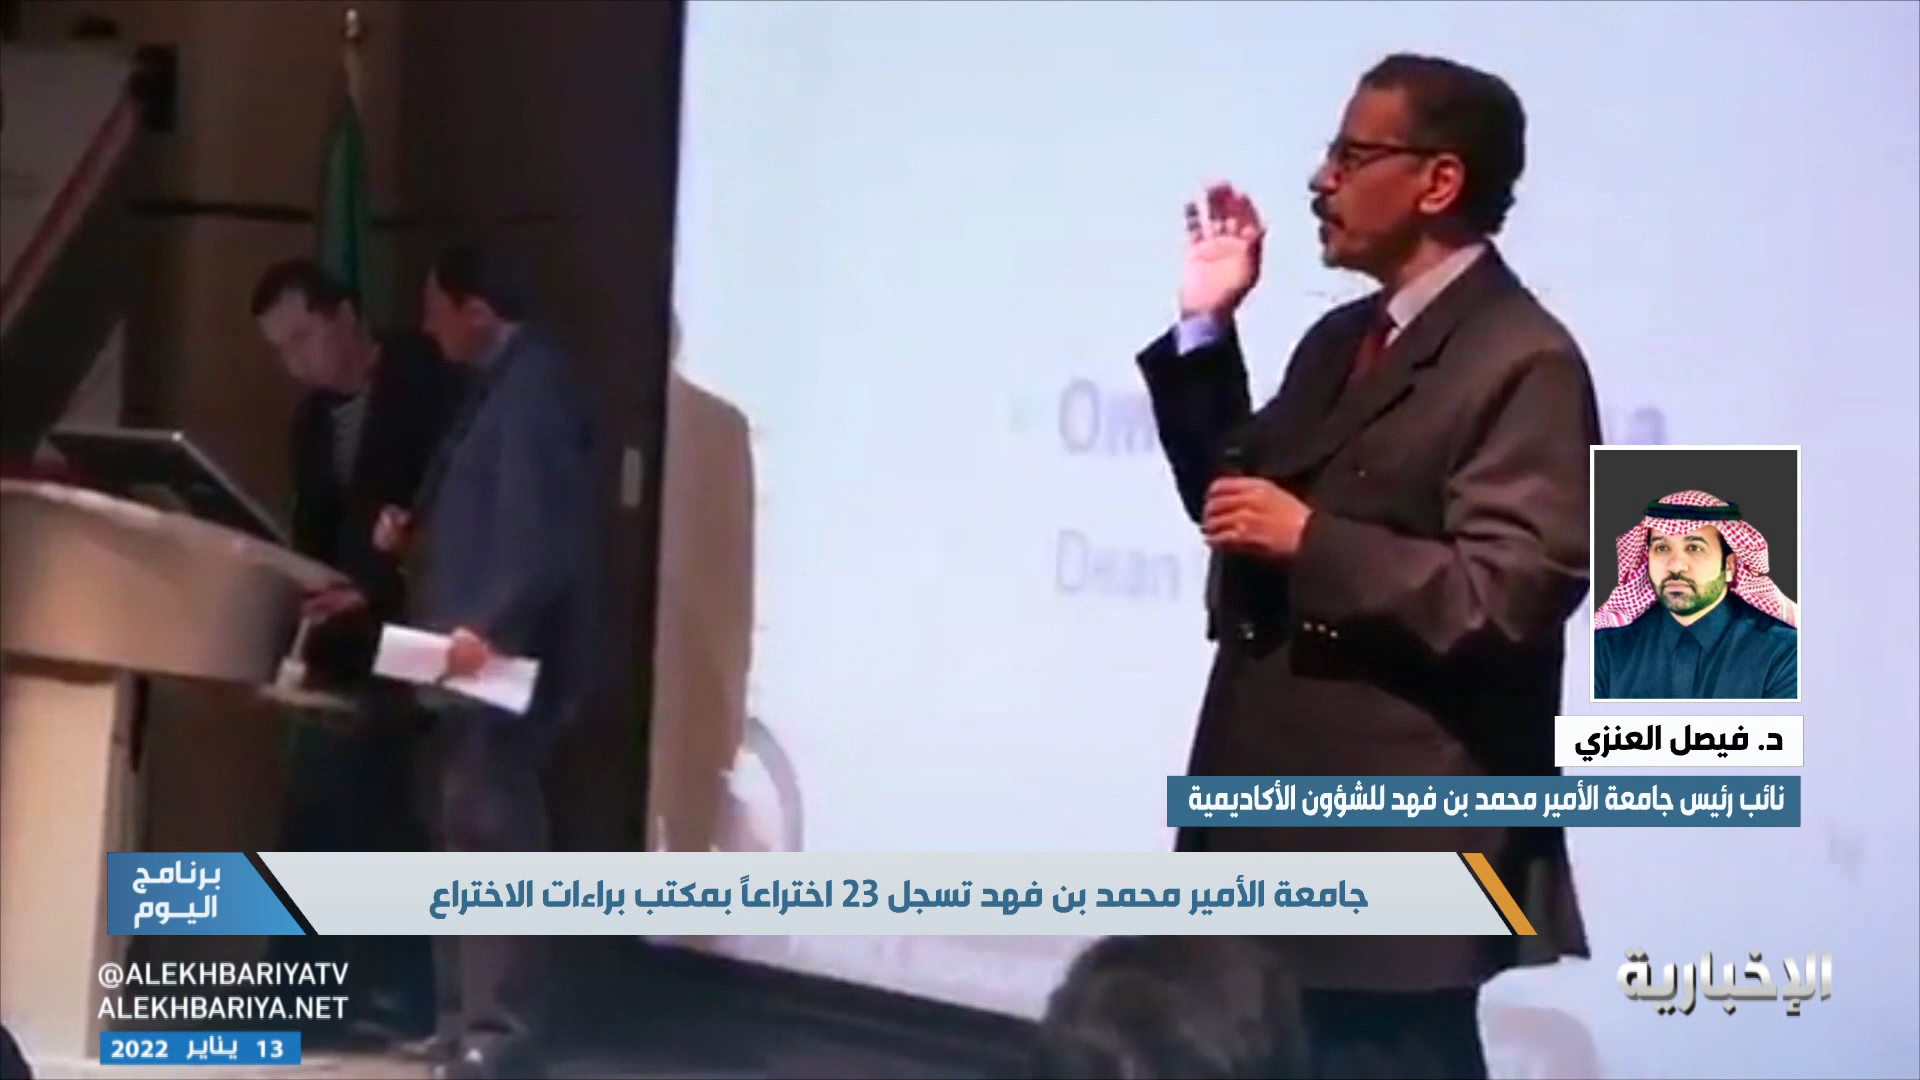 د. فيصل العنزي
نائب رئيس جامعة الأمير محمد بن فهد للشؤون الأكاديمية
برنامج
اليوم
جامعة الأمير محمد بن فهد تسجل 23 اختراعاً بمكتب براءات الاختراع
@ALEKHBARIYATV
ALEKHBARIYA.NET
13 يناير 2022
الإخبارية